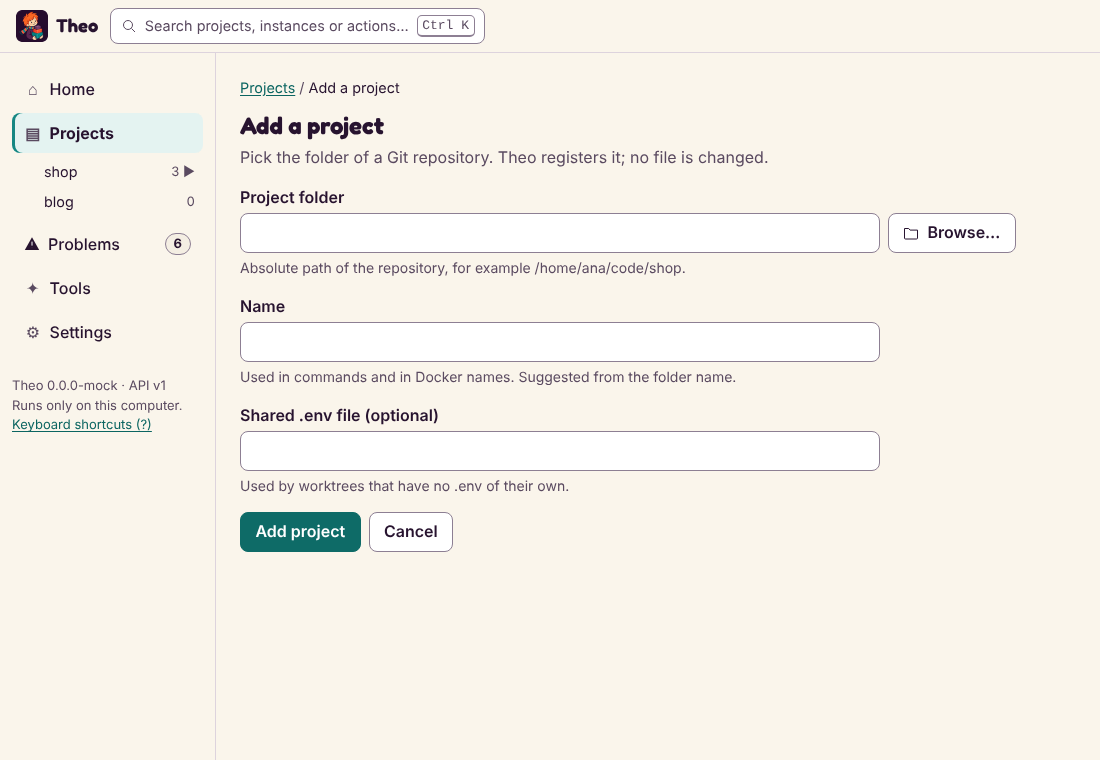 Theo
Search projects, instances or actions... Ctrl K
Home
Projects
shop 3
blog 0
Problems 6
Tools
Settings
Theo 0.0.0-mock · API v1
Runs only on this computer.
Keyboard shortcuts (?)
Projects / Add a project
Add a project
Pick the folder of a Git repository. Theo registers it; no file is changed.
Project folder
Browse...
Absolute path of the repository, for example /home/ana/code/shop.
Name
Used in commands and in Docker names. Suggested from the folder name.
Shared .env file (optional)
Used by worktrees that have no .env of their own.
Add project Cancel